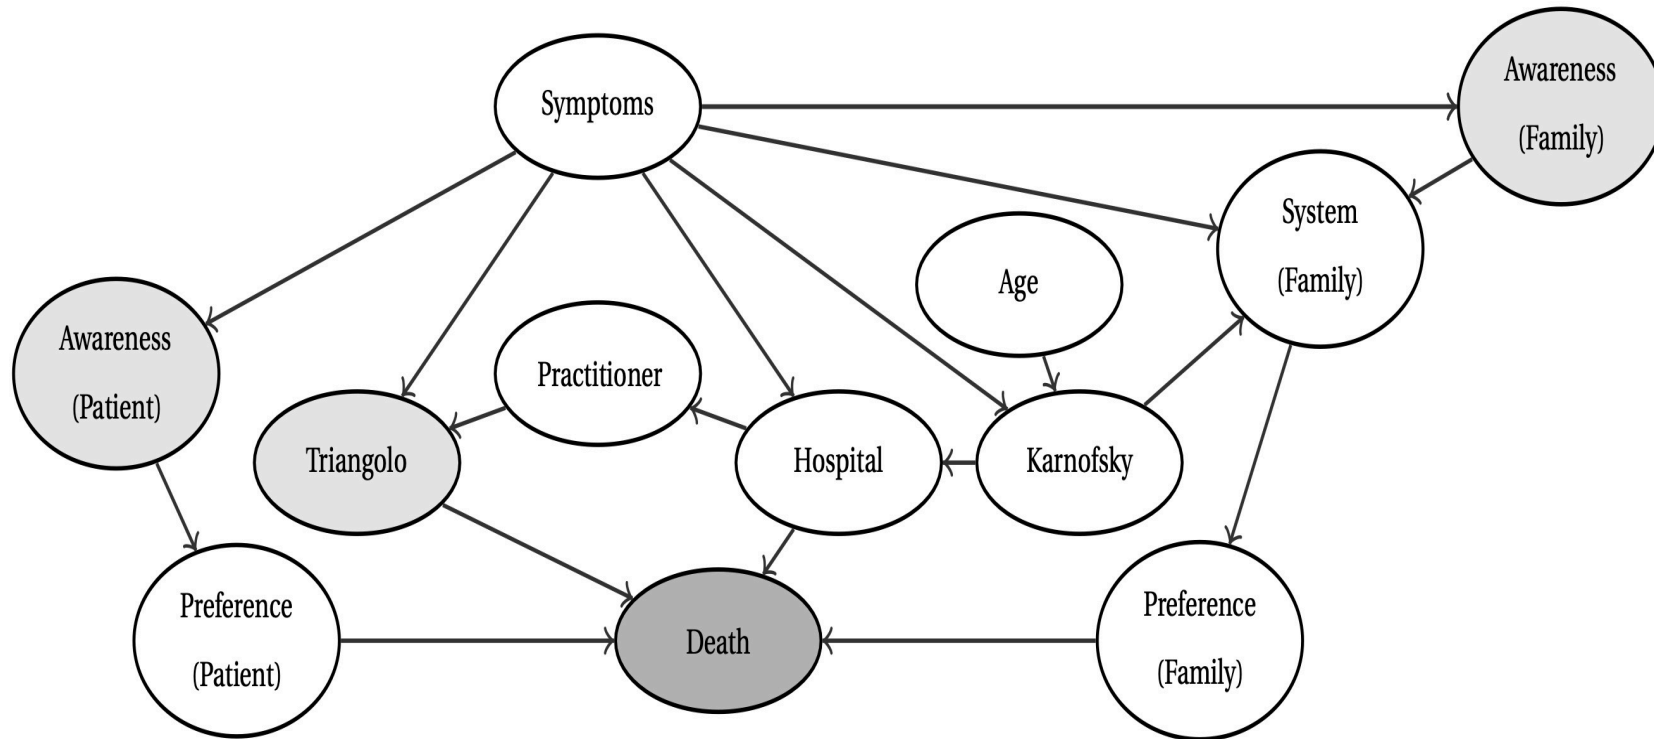 Symptoms
Awareness
(Family)
System
(Family)
Age
Awareness
(Patient)
Practitioner
Triangolo
Hospital
Karnofsky
Preference
(Patient)
Death
Preference
(Family)